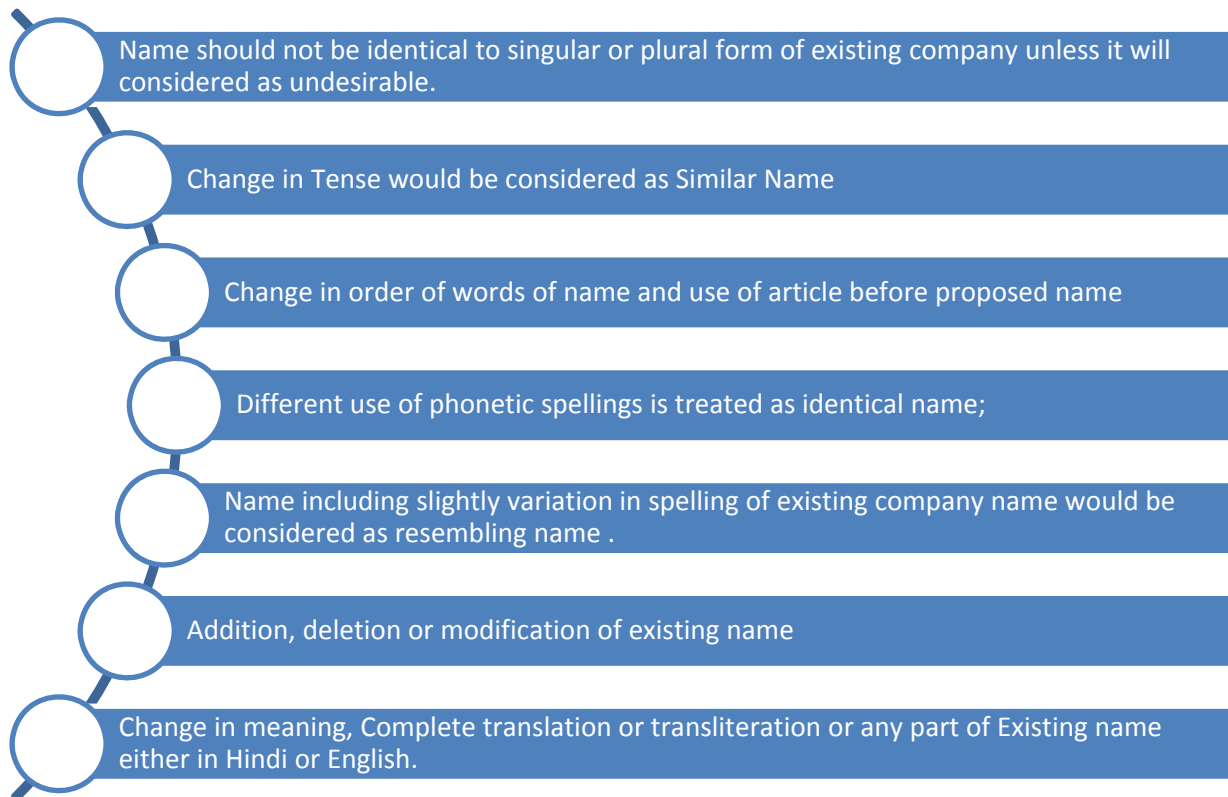 Name should not be identical to singular or plural form of existing company unless it will
considered as undesirable.
Change in Tense would be considered as Similar Name
Change in order of words of name and use of article before proposed name
Different use of phonetic spellings is treated as identical name;
Name including slightly variation in spelling of existing company name would be
considered as resembling name .
Addition, deletion or modification of existing name
Change in meaning, Complete translation or transliteration or any part of Existing name
either in Hindi or English.